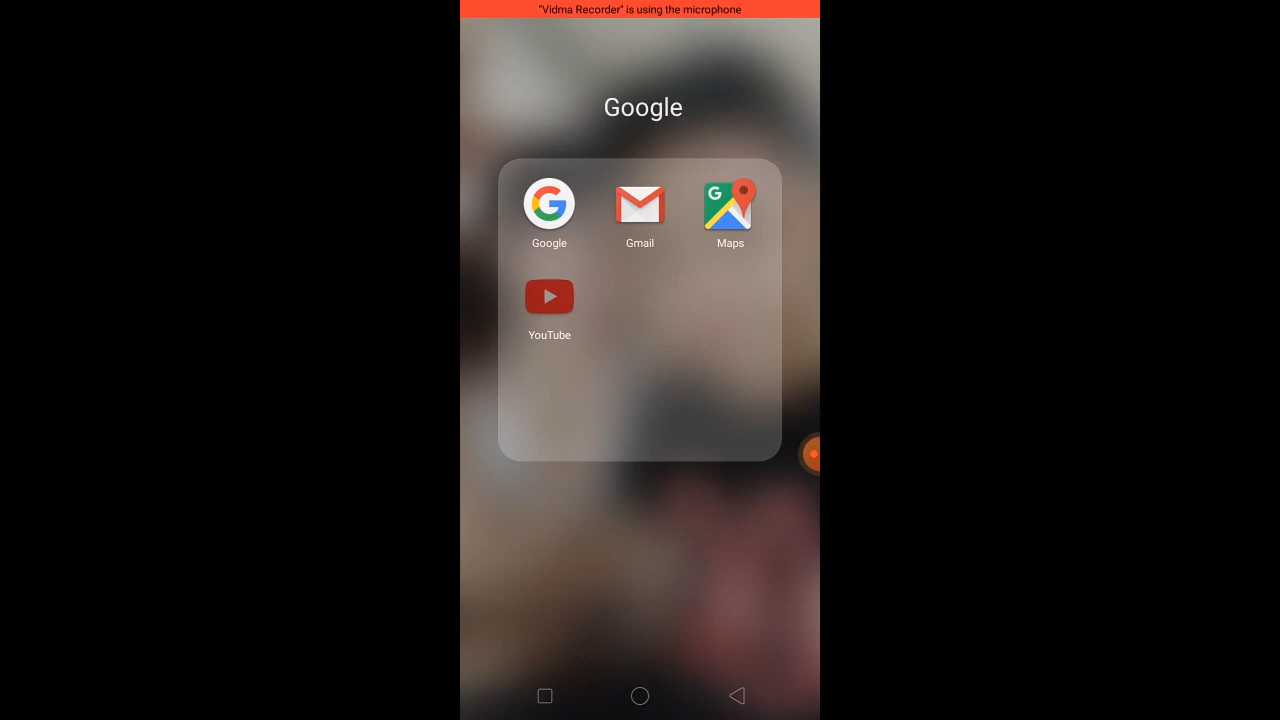 "Vidma Recorder" is using the microphone
Google
G
Google
Gmail
Maps
YouTube